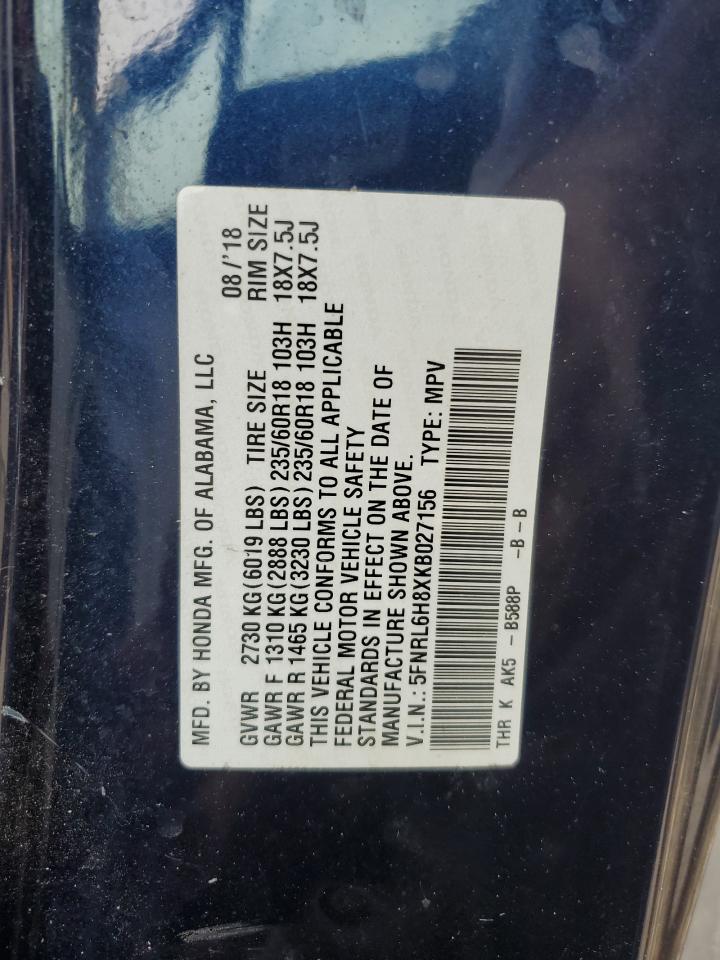 MFD. BY HONDA MFG. OF ALABAMA, LLC
08/'18
GVWR 2730 KG(6019 LBS) TIRE SIZE RIM SIZE
GAWR F 1310 KG(2888 LBS)235/60R18 103H 18X7.5J
GAWR R 1465 KG(3230 LBS)235/60R18 103H 18X7.5J
THIS VEHICLE CONFORMS TO ALL APPLICABLE
FEDERAL MOTOR VEHICLE SAFETY
STANDARDS IN EFFECT ON THE DATE OF
MANUFACTURE SHOWN ABOVE.
V.I.N.: 5FNRL6H8XKB027156 TYPE: MPV
THR K AK5 - B588P -B -B